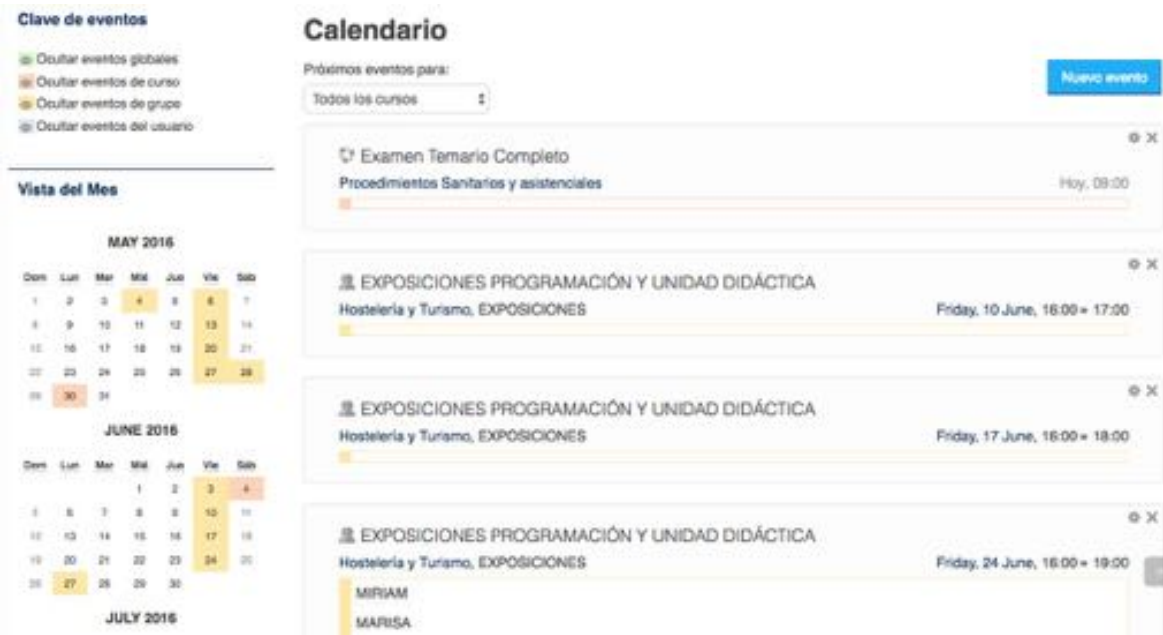 Clave de eventos
Ocultar eventos globales
Ocultar eventos de curso
Ocultar eventos de grupo
Ocultar eventos del usuario
Vista del Mes
MAY 2016
Dom Lun Mar Mié Jue Vie Sáb
1 2 3 4 5 6 7
8 9 10 11 12 13 14
15 16 17 18 19 20 21
22 23 24 25 26 27 28
29 30 31
JUNE 2016
Dom Lun Mar Mié Jue Vie Sáb
1 2 3 4
5 6 7 8 9 10 11
12 13 14 15 16 17 18
19 20 21 22 23 24 25
26 27 28 29 30
JULY 2016
Calendario
Próximos eventos para:
Todos los cursos
Nuevo evento
Examen Temario Completo
Procedimientos Sanitarios y asistenciales
Hoy, 09:00
EXPOSICIONES PROGRAMACIÓN Y UNIDAD DIDÁCTICA
Hostelería y Turismo, EXPOSICIONES
Friday, 10 June, 16:00 » 17:00
EXPOSICIONES PROGRAMACIÓN Y UNIDAD DIDÁCTICA
Hostelería y Turismo, EXPOSICIONES
Friday, 17 June, 16:00 » 18:00
EXPOSICIONES PROGRAMACIÓN Y UNIDAD DIDÁCTICA
Hostelería y Turismo, EXPOSICIONES
Friday, 24 June, 16:00 » 19:00
MIRIAM
MARISA